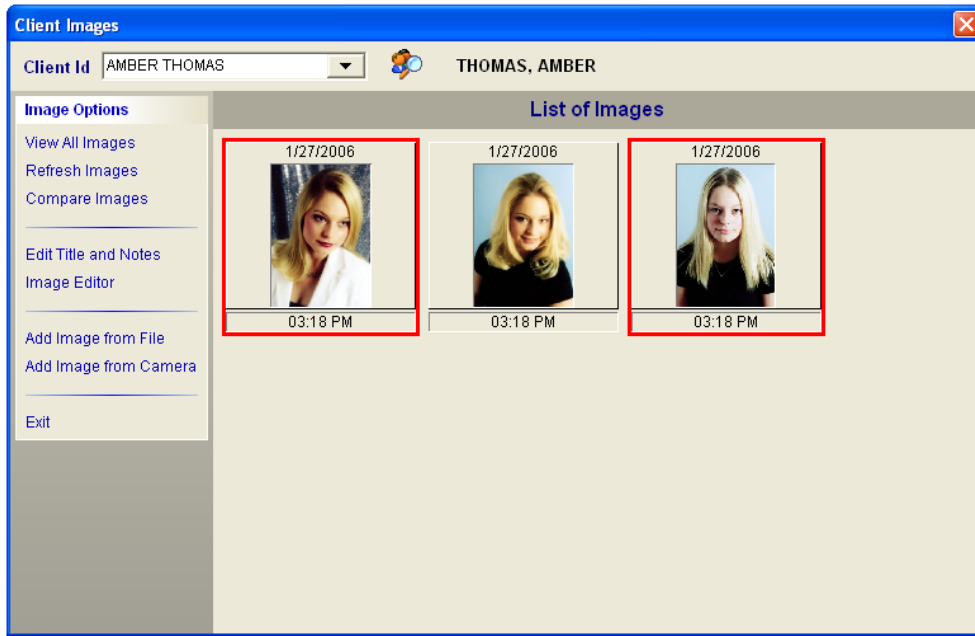 Client Images
Client Id AMBER THOMAS THOMAS, AMBER
Image Options
View All Images
Refresh Images
Compare Images
Edit Title and Notes
Image Editor
Add Image from File
Add Image from Camera
Exit
List of Images
1/27/2006 1/27/2006 1/27/2006
03:18 PM 03:18 PM 03:18 PM